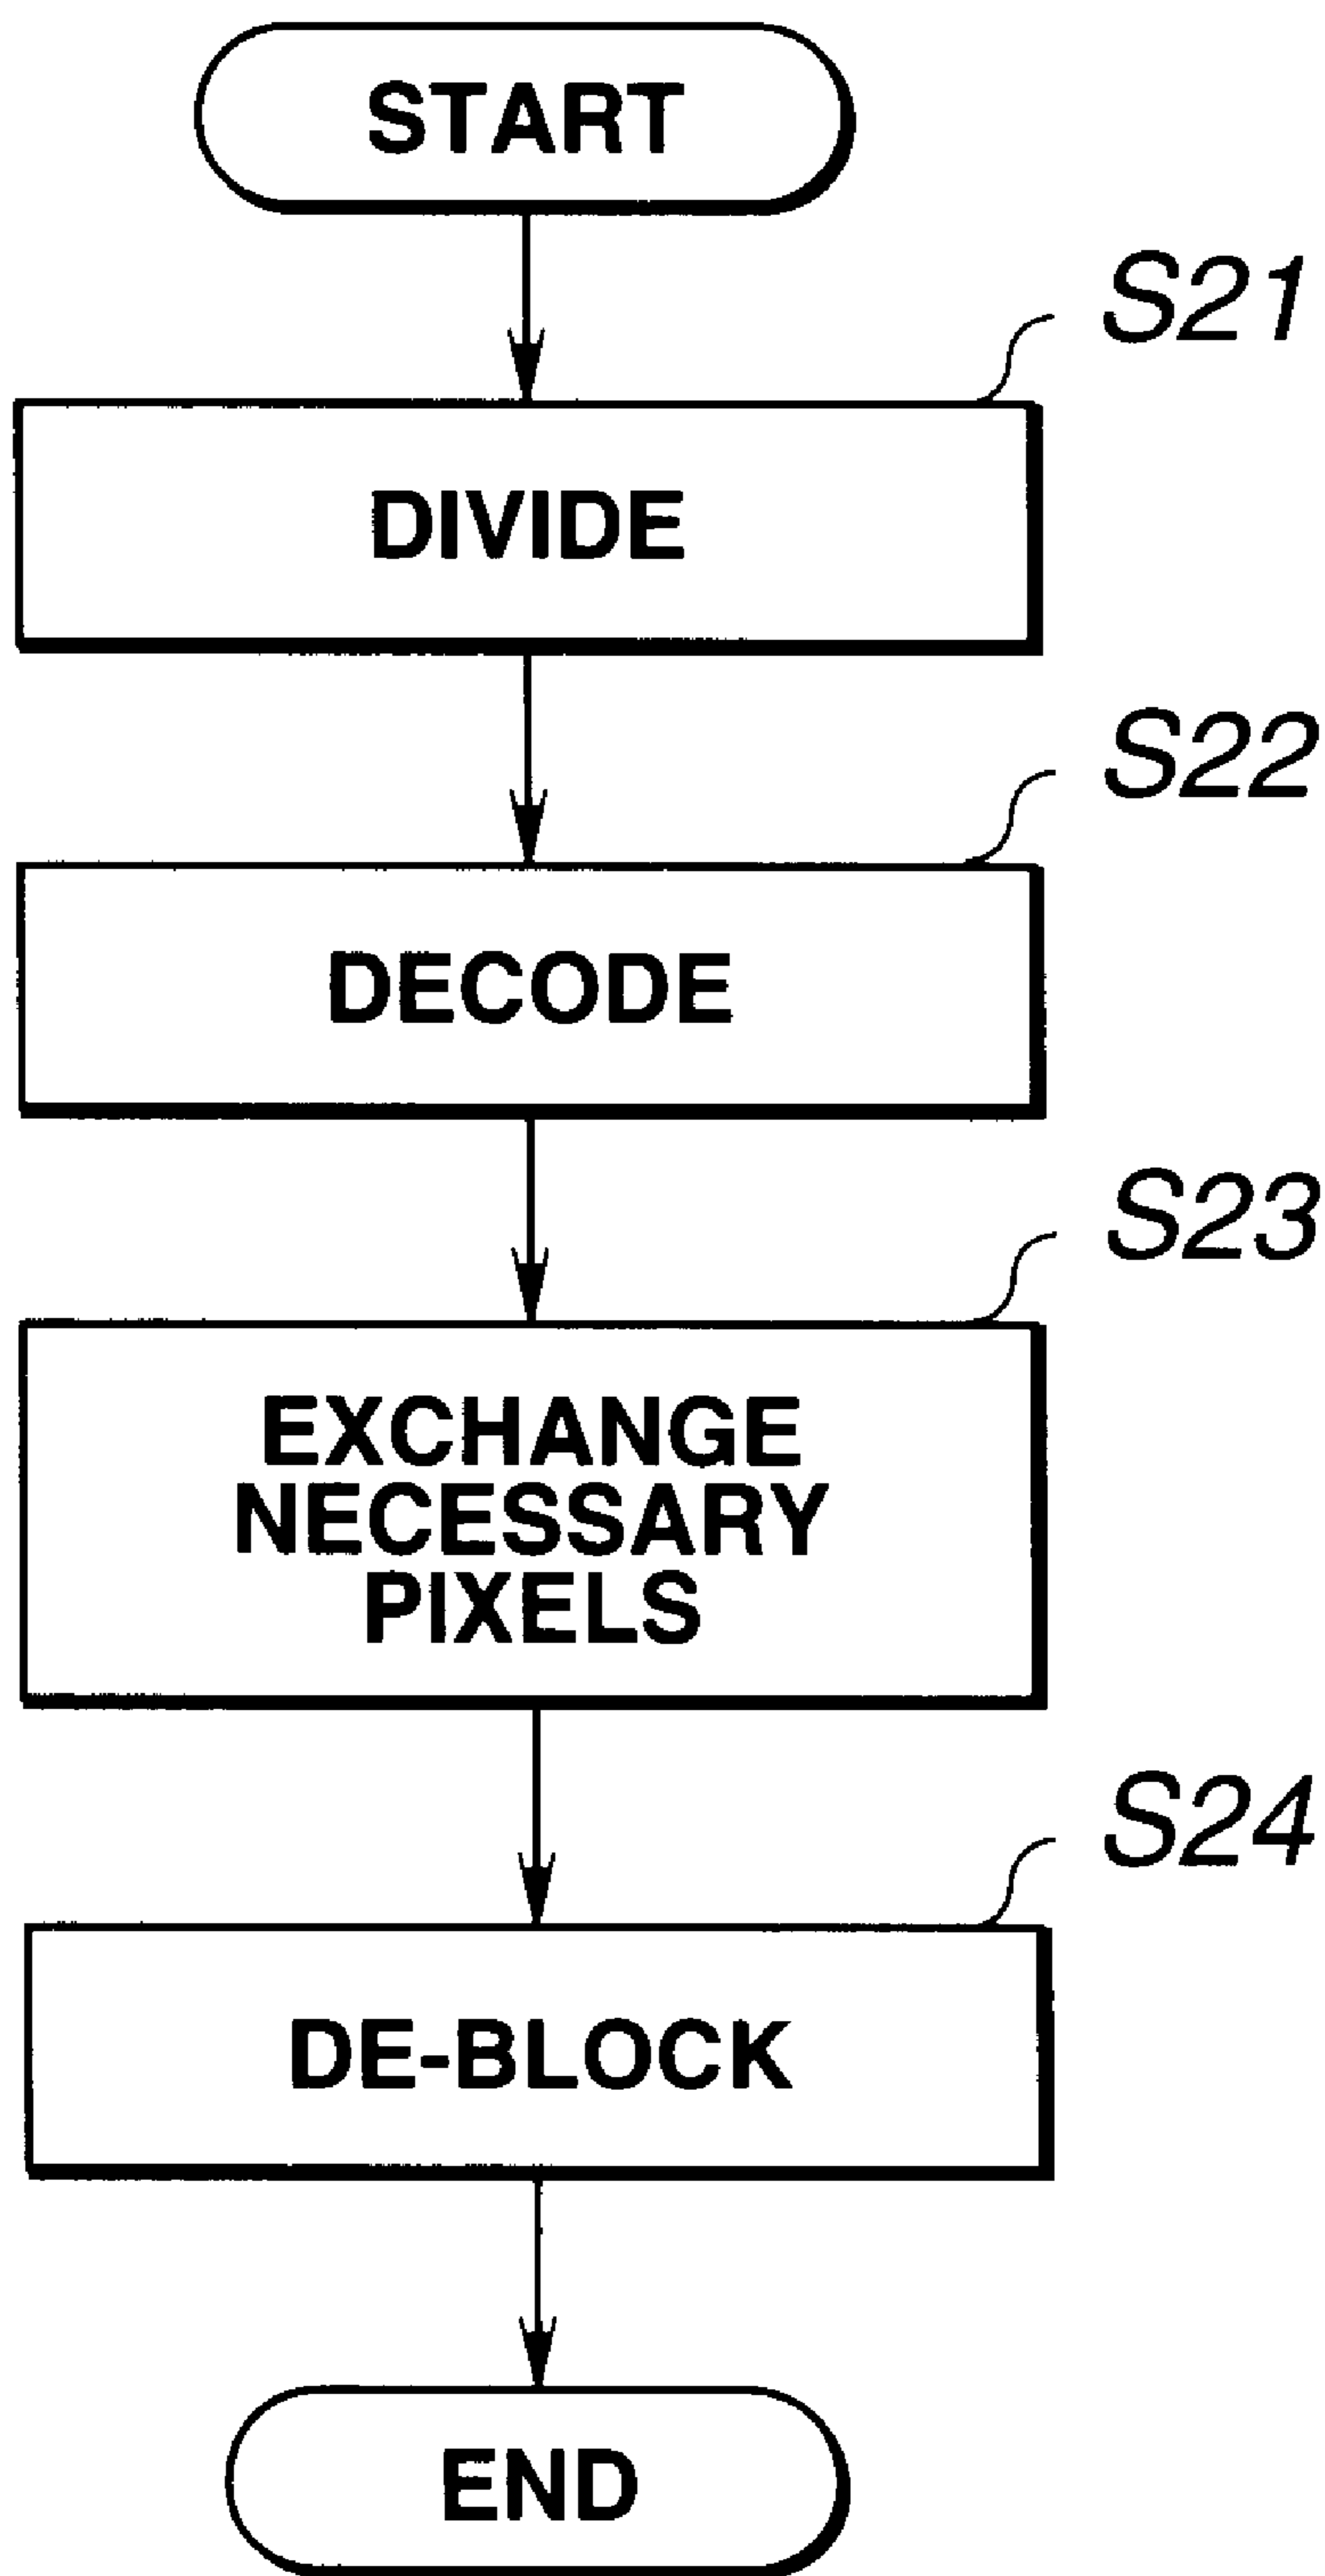 START
S21
DIVIDE
S22
DECODE
S23
EXCHANGE
NECESSARY
PIXELS
S24
DE-BLOCK
END